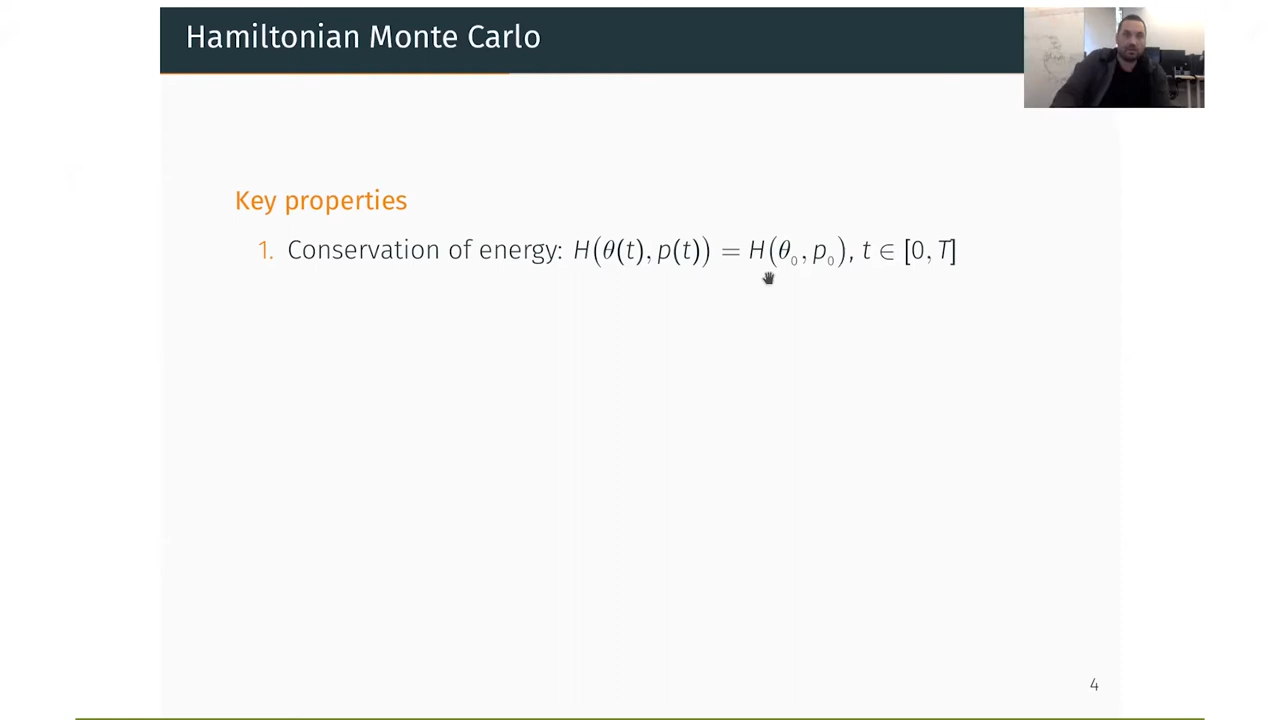 Hamiltonian Monte Carlo
Key properties
1. Conservation of energy: H(θ(t), p(t)) = H(θ₀, p₀), t ∈ [0, T]
4